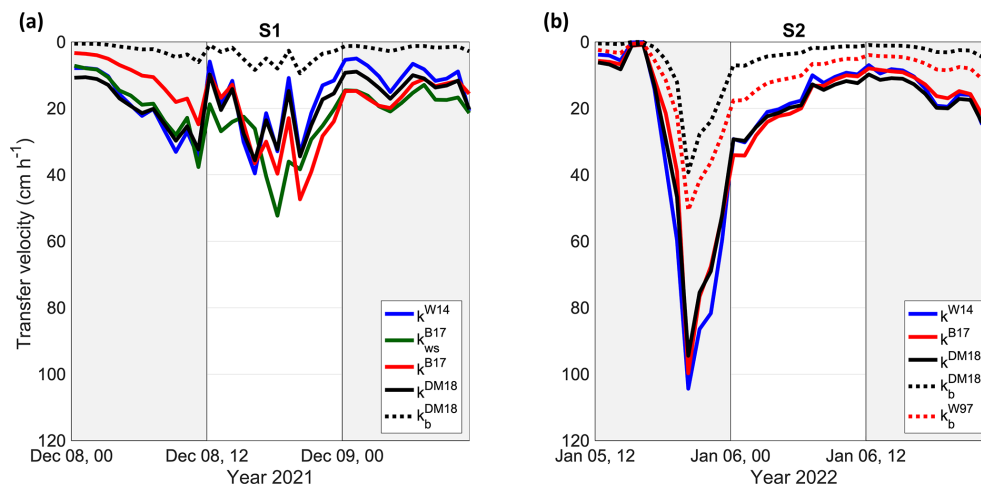 (a)
S1
Transfer velocity (cm h⁻¹)
0
20
40
60
80
100
120
Dec 08, 00
Dec 08, 12
Dec 09, 00
Year 2021
k^W14
k_ws^B17
k^B17
k^DM18
k_b^DM18
(b)
S2
0
20
40
60
80
100
120
Jan 05, 12
Jan 06, 00
Jan 06, 12
Year 2022
k^W14
k^B17
k^DM18
k_b^DM18
k_b^W97